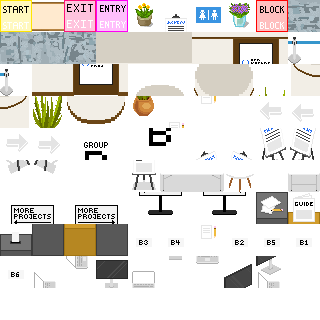 START
EXIT
ENTRY
BLOCK
START
EXIT
ENTRY
BLOCK
GROUP
MORE
PROJECTS
MORE
PROJECTS
GUIDE
B3
B4
B2
B5
B1
B6